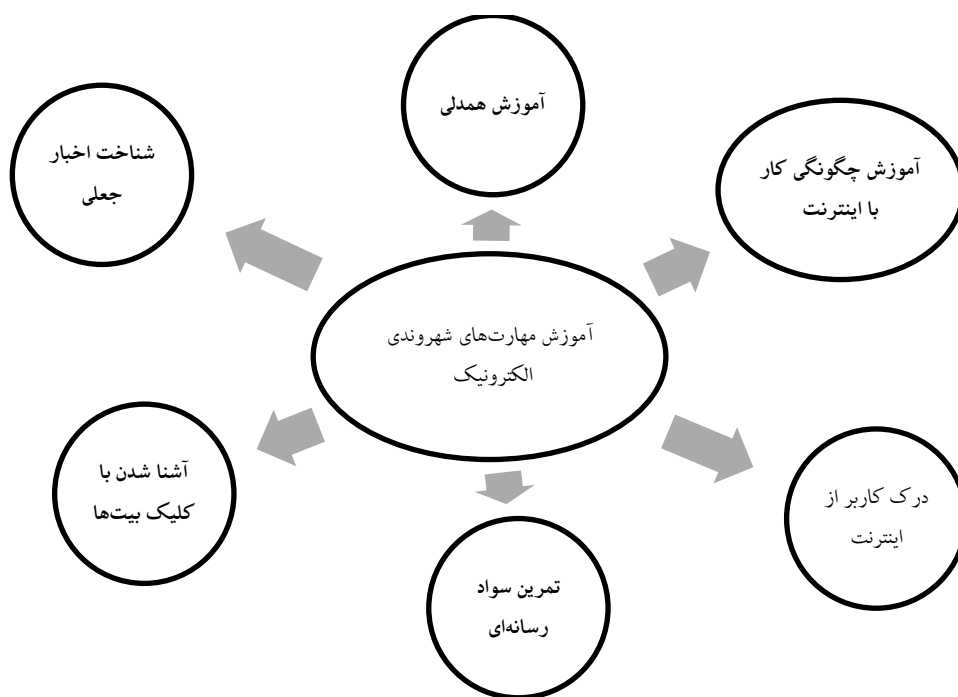 آموزش همدلی
آموزش چگونگی کار
با اینترنت
شناخت اخبار
جعلی
آموزش مهارت‌های شهروندی
الکترونیک
درک کاربر از
اینترنت
آشنا شدن با
کلیک بیت‌ها
تمرین سواد
رسانه‌ای